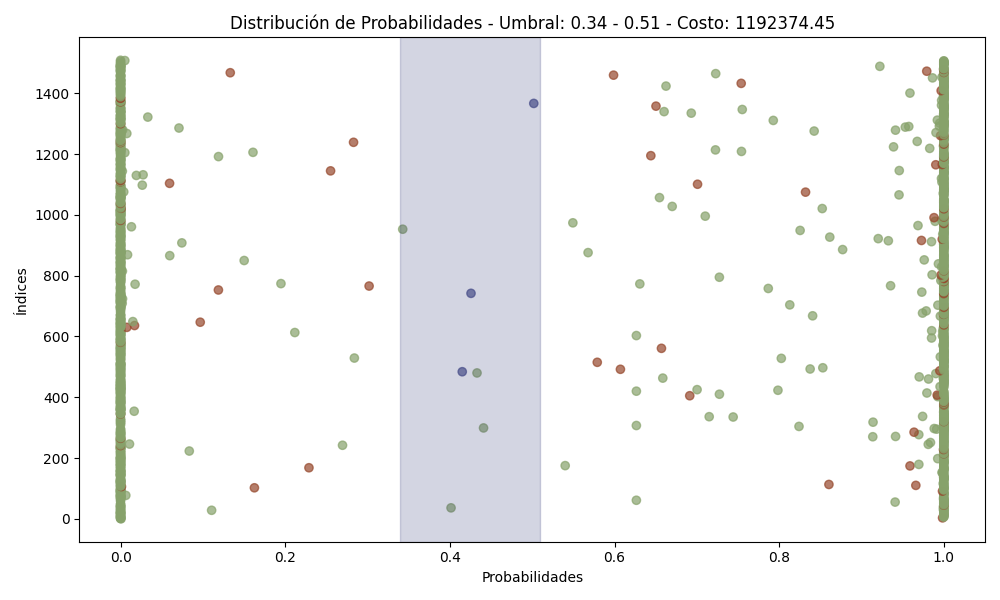 Distribución de Probabilidades - Umbral: 0.34 - 0.51 - Costo: 1192374.45
Índices
1400
1200
1000
800
600
400
200
0
0.0 0.2 0.4 0.6 0.8 1.0
Probabilidades